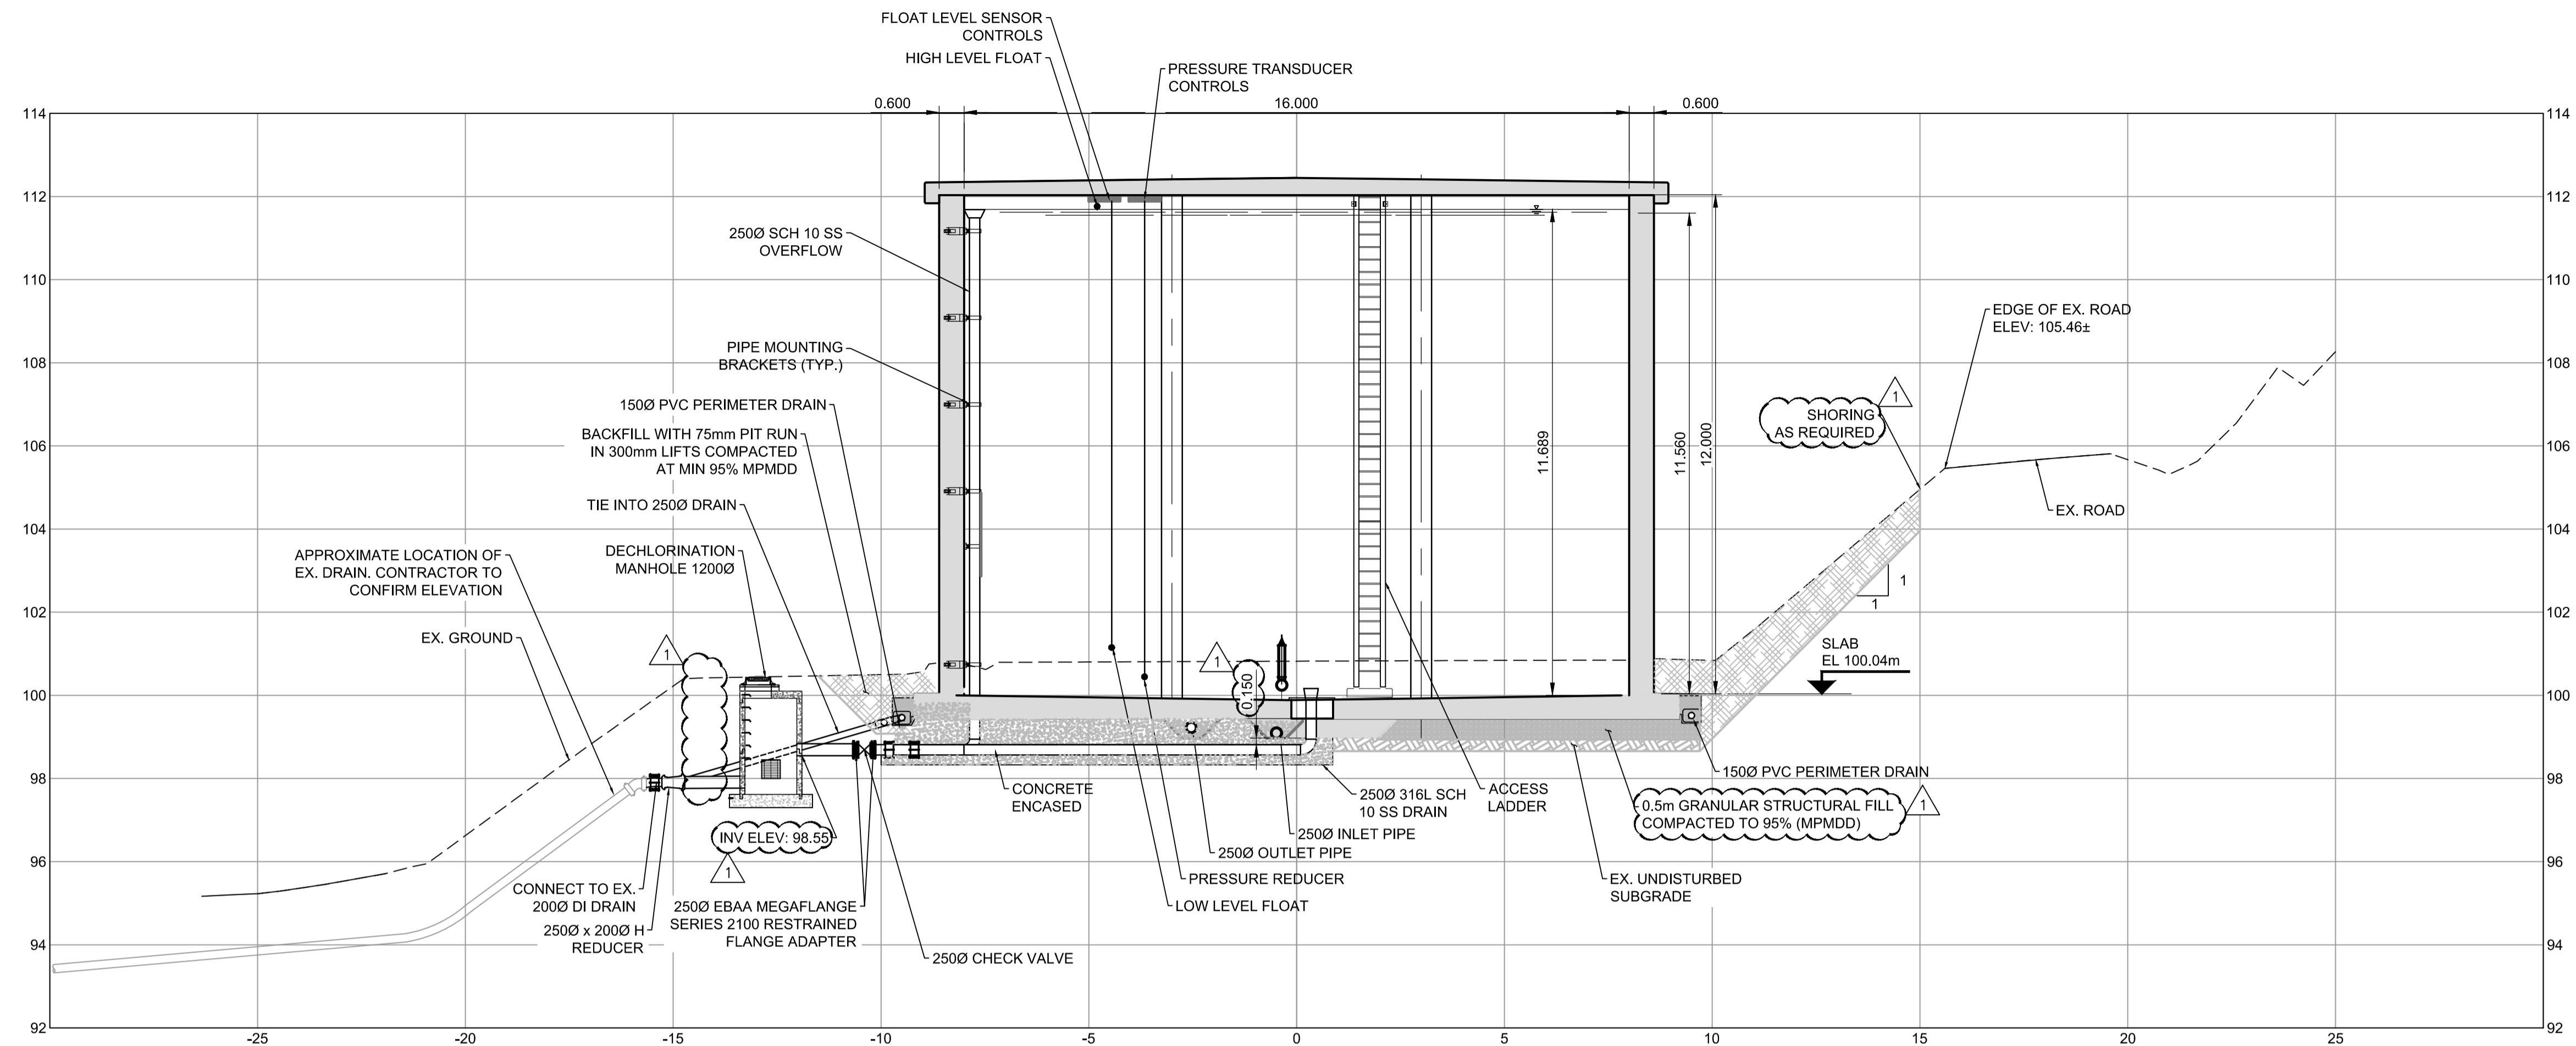 FLOAT LEVEL SENSOR
CONTROLS
HIGH LEVEL FLOAT
PRESSURE TRANSDUCER
CONTROLS
0.600
16.000
0.600
114
114
112
112
110
110
108
108
106
106
104
104
102
102
100
100
98
98
96
96
94
94
92
92
250Ø SCH 10 SS
OVERFLOW
PIPE MOUNTING
BRACKETS (TYP.)
150Ø PVC PERIMETER DRAIN
BACKFILL WITH 75mm PIT RUN
IN 300mm LIFTS COMPACTED
AT MIN 95% MPMDD
TIE INTO 250Ø DRAIN
DECHLORINATION
MANHOLE 1200Ø
APPROXIMATE LOCATION OF
EX. DRAIN. CONTRACTOR TO
CONFIRM ELEVATION
EX. GROUND
1
1
0.150
11.689
11.560
12.000
EDGE OF EX. ROAD
ELEV: 105.46±
1
SHORING
AS REQUIRED
EX. ROAD
1
1
SLAB
EL 100.04m
150Ø PVC PERIMETER DRAIN
0.5m GRANULAR STRUCTURAL FILL
COMPACTED TO 95% (MPMDD)
1
CONCRETE
ENCASED
250Ø 316L SCH
10 SS DRAIN
ACCESS
LADDER
250Ø INLET PIPE
250Ø OUTLET PIPE
PRESSURE REDUCER
LOW LEVEL FLOAT
EX. UNDISTURBED
SUBGRADE
INV ELEV: 98.55
1
CONNECT TO EX.
200Ø DI DRAIN
250Ø x 200Ø H
REDUCER
250Ø EBAA MEGAFLANGE
SERIES 2100 RESTRAINED
FLANGE ADAPTER
250Ø CHECK VALVE
-25
-20
-15
-10
-5
0
5
10
15
20
25